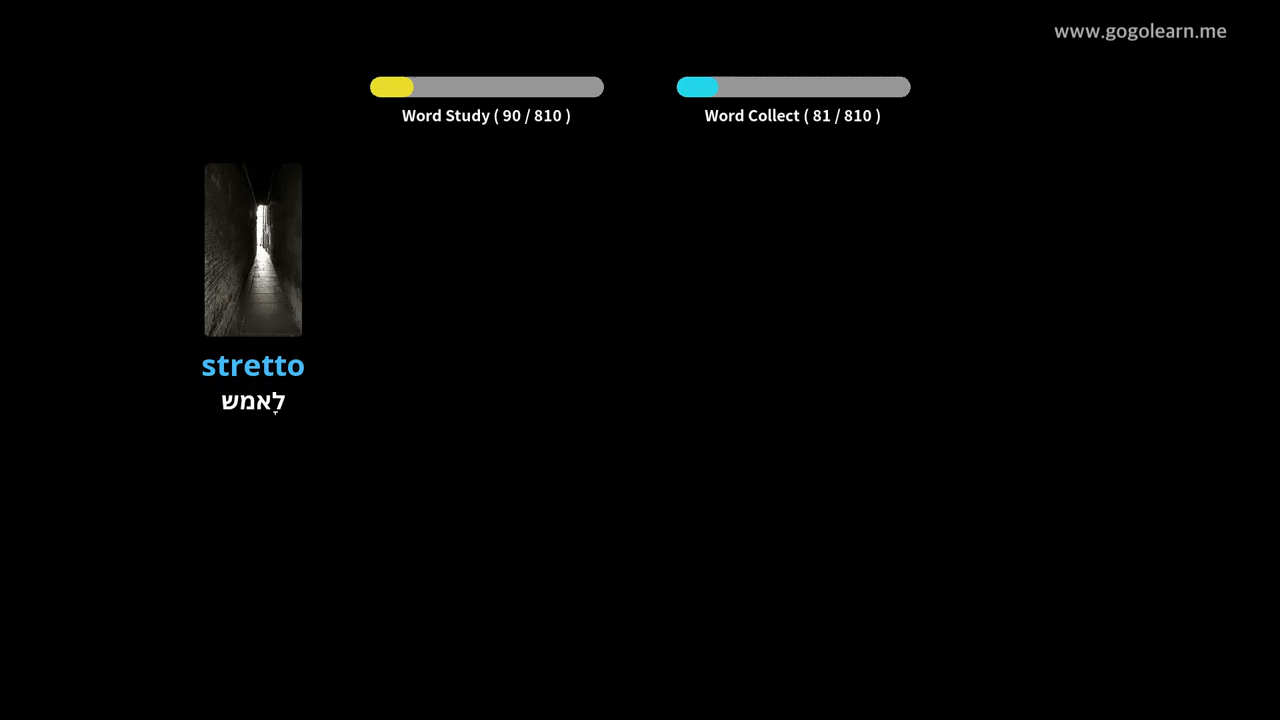 www.gogolearn.me
Word Study ( 90 / 810 )
Word Collect ( 81 / 810 )
stretto
לָאמש